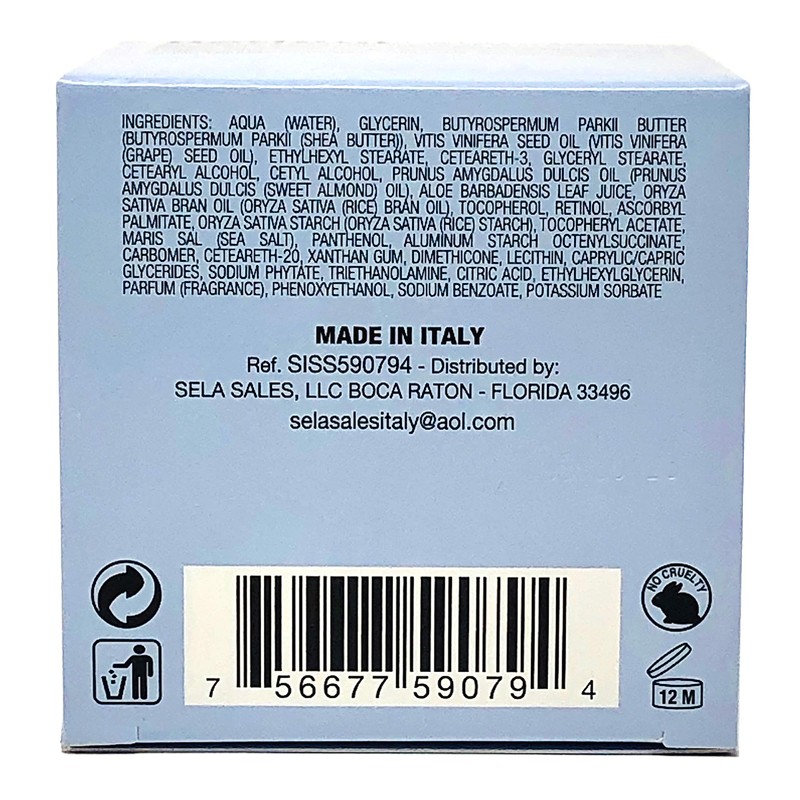 INGREDIENTS: AQUA (WATER), GLYCERIN, BUTYROSPERMUM PARKII BUTTER
(BUTYROSPERMUM PARKII (SHEA BUTTER)), VITIS VINIFERA SEED OIL (VITIS VINIFERA
(GRAPE) SEED OIL), ETHYLHEXYL STEARATE, CETEARETH-3, GLYCERYL STEARATE,
CETEARYL ALCOHOL, CETYL ALCOHOL, PRUNUS AMYGDALUS DULCIS OIL (PRUNUS
AMYGDALUS DULCIS (SWEET ALMOND) OIL), ALOE BARBADENSIS LEAF JUICE, ORYZA
SATIVA BRAN OIL (ORYZA SATIVA (RICE) BRAN OIL), TOCOPHEROL, RETINOL, ASCORBYL
PALMITATE, ORYZA SATIVA STARCH (ORYZA SATIVA (RICE) STARCH), TOCOPHERYL ACETATE,
MARIS SAL (SEA SALT), PANTHENOL, ALUMINUM STARCH OCTENYLSUCCINATE,
CARBOMER, CETEARETH-20, XANTHAN GUM, DIMETHICONE, LECITHIN, CAPRYLIC/CAPRIC
GLYCERIDES, SODIUM PHYTATE, TRIETHANOLAMINE, CITRIC ACID, ETHYLHEXYLGLYCERIN,
PARFUM (FRAGRANCE), PHENOXYETHANOL, SODIUM BENZOATE, POTASSIUM SORBATE
MADE IN ITALY
Ref. SISS590794 - Distributed by:
SELA SALES, LLC BOCA RATON - FLORIDA 33496
selasalesitaly@aol.com
NO CRUELTY
12 M
7 56677 59079 4